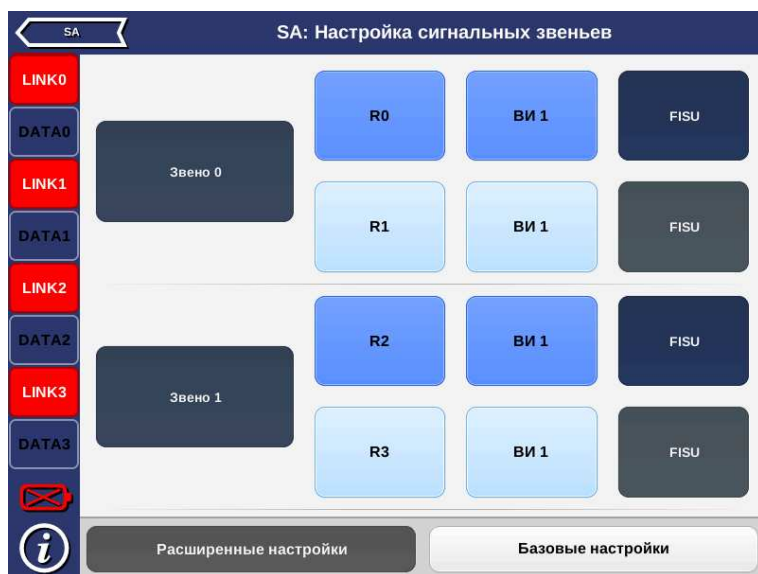 SA
SA: Настройка сигнальных звеньев
LINK0
DATA0
LINK1
DATA1
LINK2
DATA2
LINK3
DATA3
Звено 0
R0
ВИ 1
FISU
R1
ВИ 1
FISU
Звено 1
R2
ВИ 1
FISU
R3
ВИ 1
FISU
i
Расширенные настройки
Базовые настройки